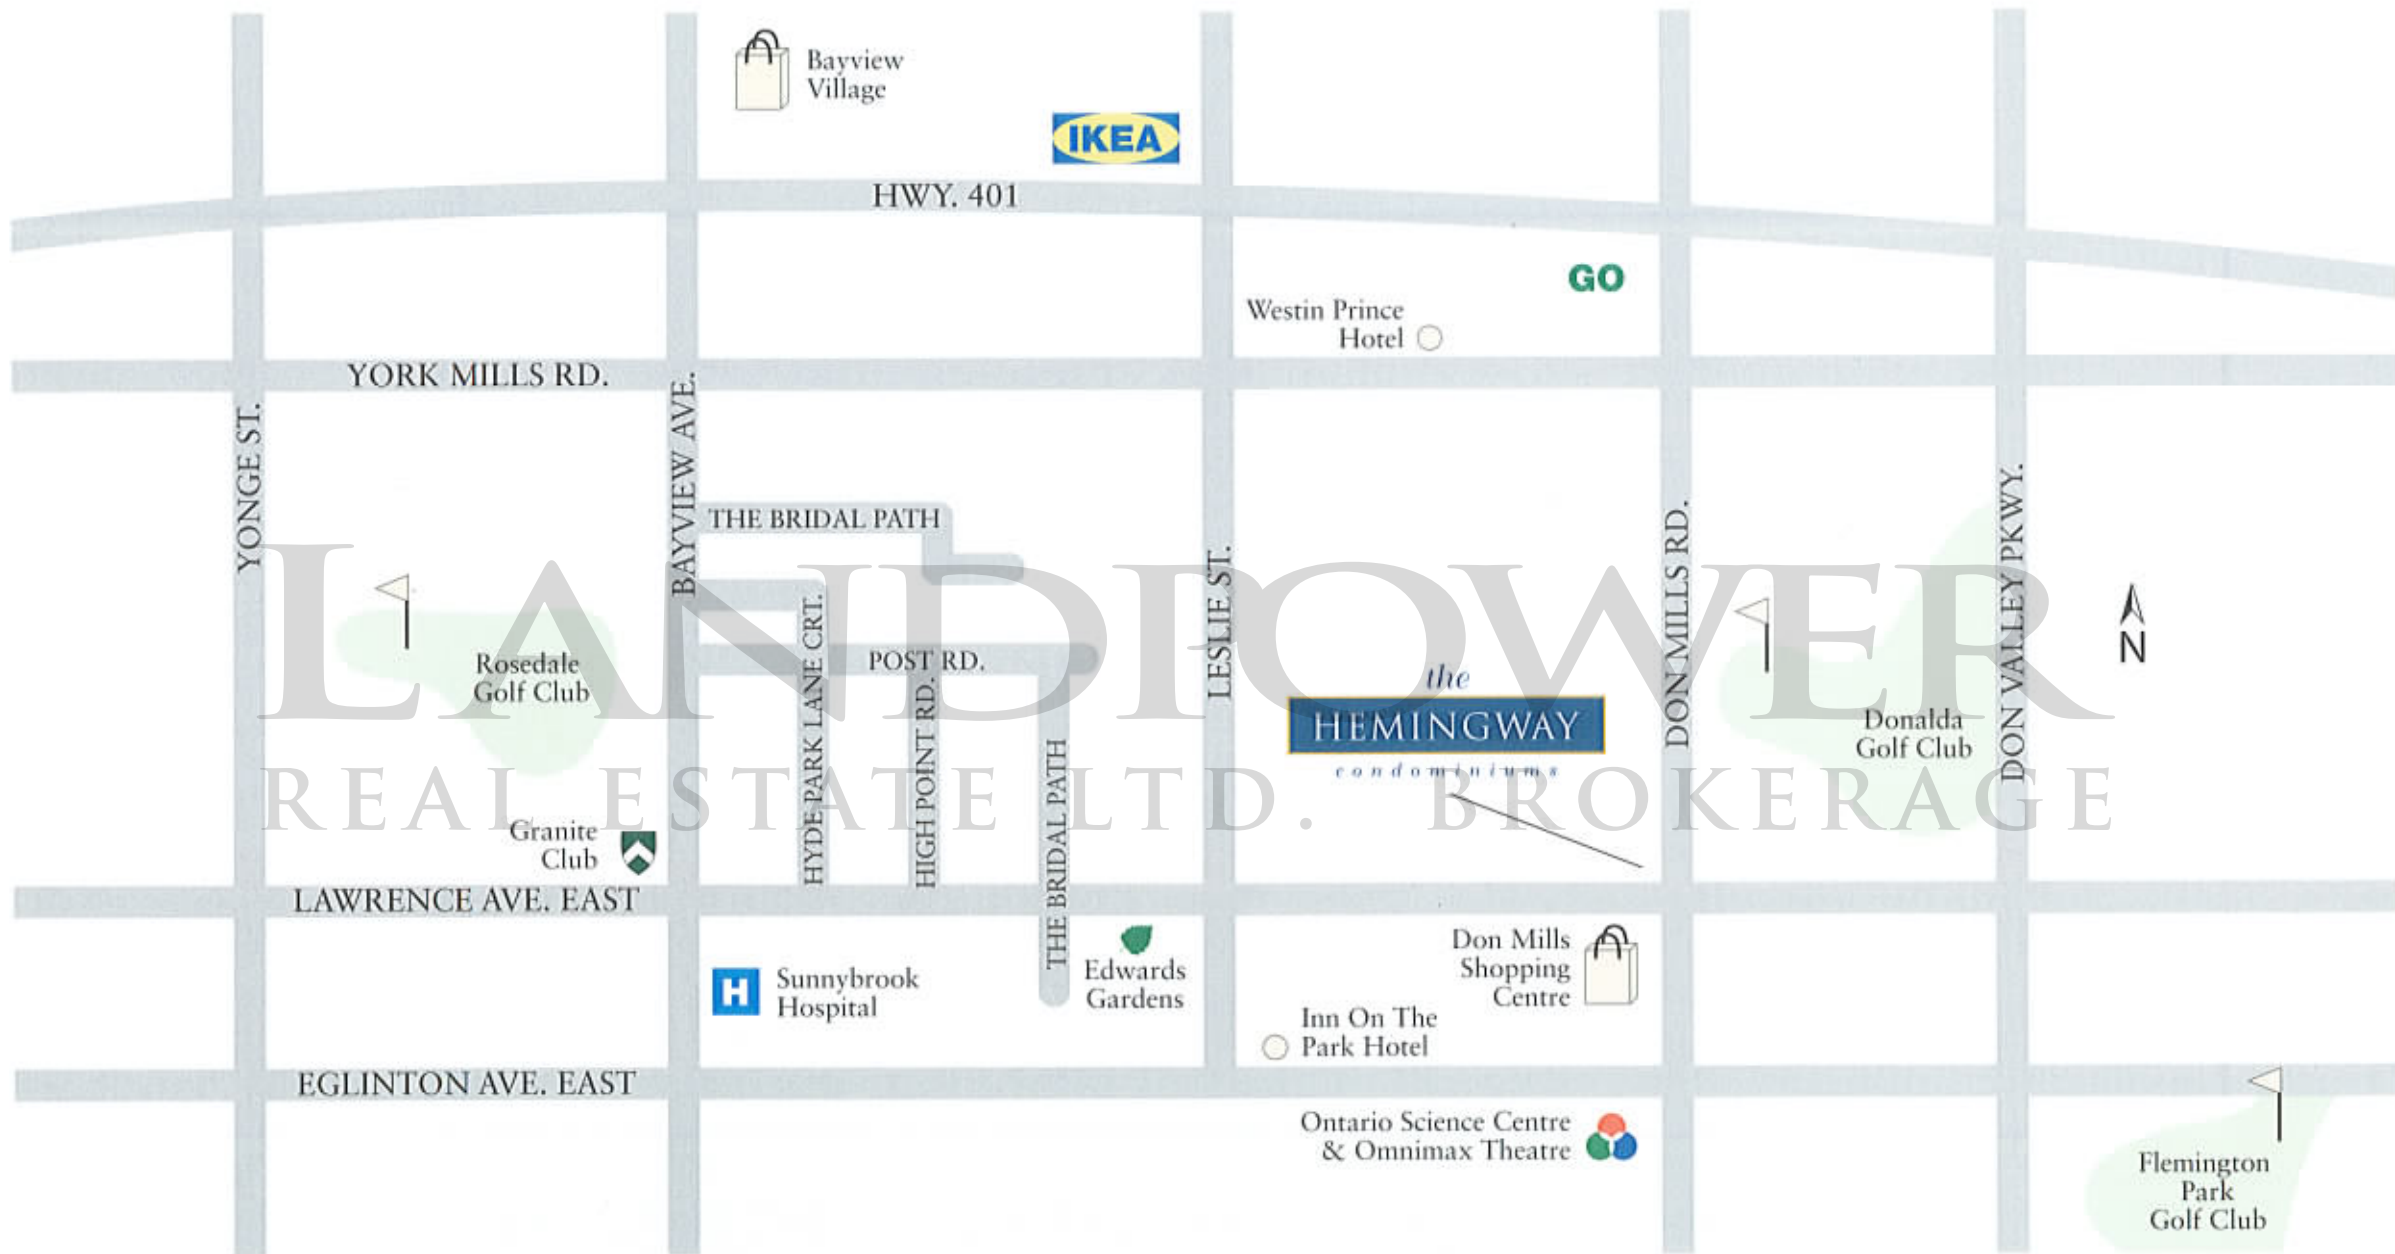 Bayview
Village
IKEA
HWY. 401
GO
Westin Prince
Hotel
YORK MILLS RD.
YONGE ST.
BAYVIEW AVE.
THE BRIDAL PATH
LESLIE ST.
DON MILLS RD.
DON VALLEY PKWY.
LANDPOWER
REAL ESTATE LTD. BROKERAGE
HYDE PARK LANE CRT.
POST RD.
HIGH POINT RD.
THE BRIDAL PATH
Rosedale
Golf Club
the
HEMINGWAY
condominiums
N
Donalda
Golf Club
Granite
Club
LAWRENCE AVE. EAST
H
Sunnybrook
Hospital
Edwards
Gardens
Don Mills
Shopping
Centre
Inn On The
Park Hotel
EGLINTON AVE. EAST
Ontario Science Centre
& Omnimax Theatre
Flemington
Park
Golf Club